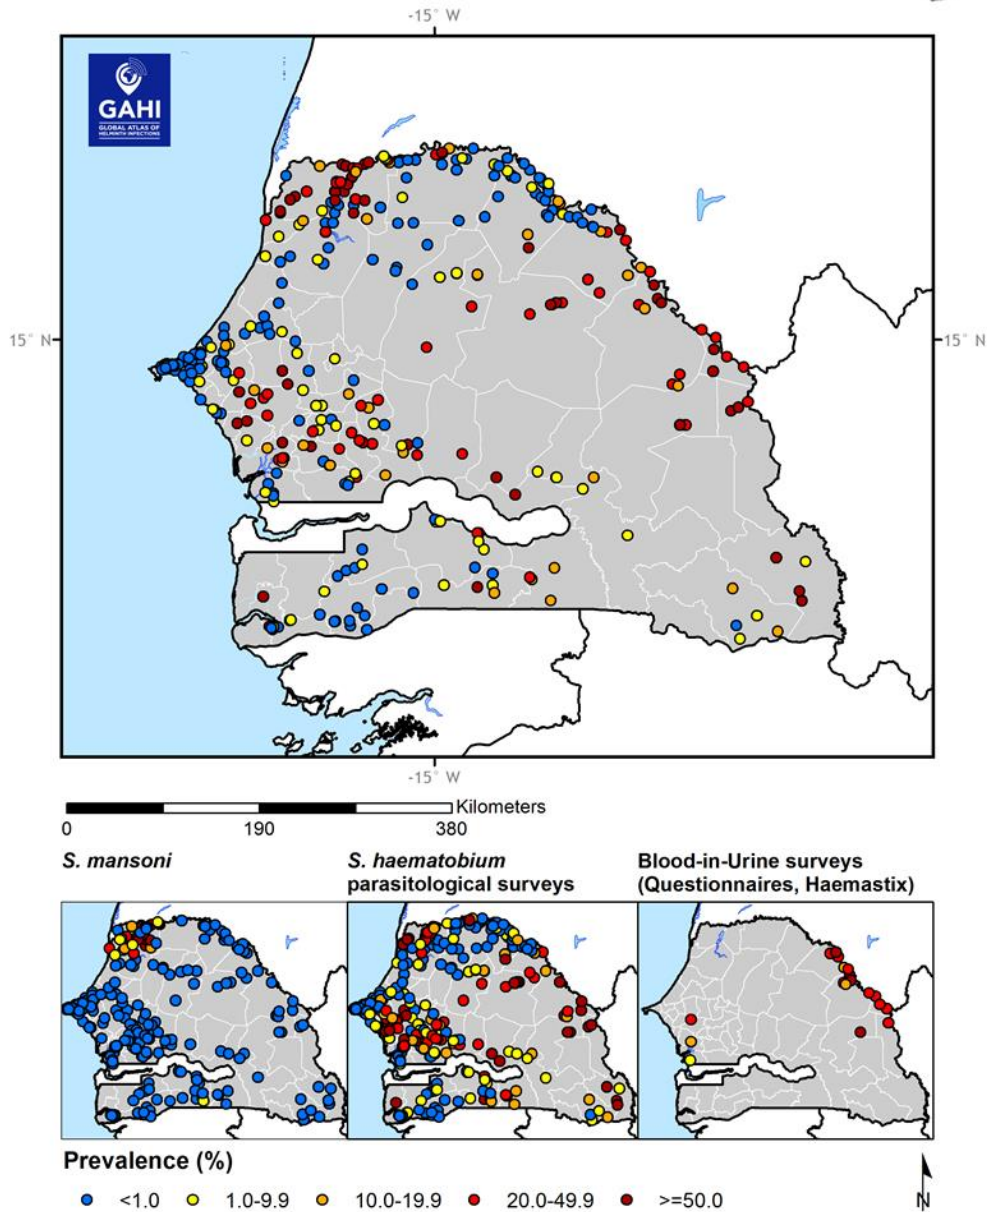 -15° W
GAHI
GLOBAL ATLAS OF
HELMINTH INFECTIONS
15° N
15° N
-15° W
Kilometers
0 190 380
S. mansoni
S. haematobium
parasitological surveys
Blood-in-Urine surveys
(Questionnaires, Haemastix)
Prevalence (%)
<1.0 1.0-9.9 10.0-19.9 20.0-49.9 >=50.0
N